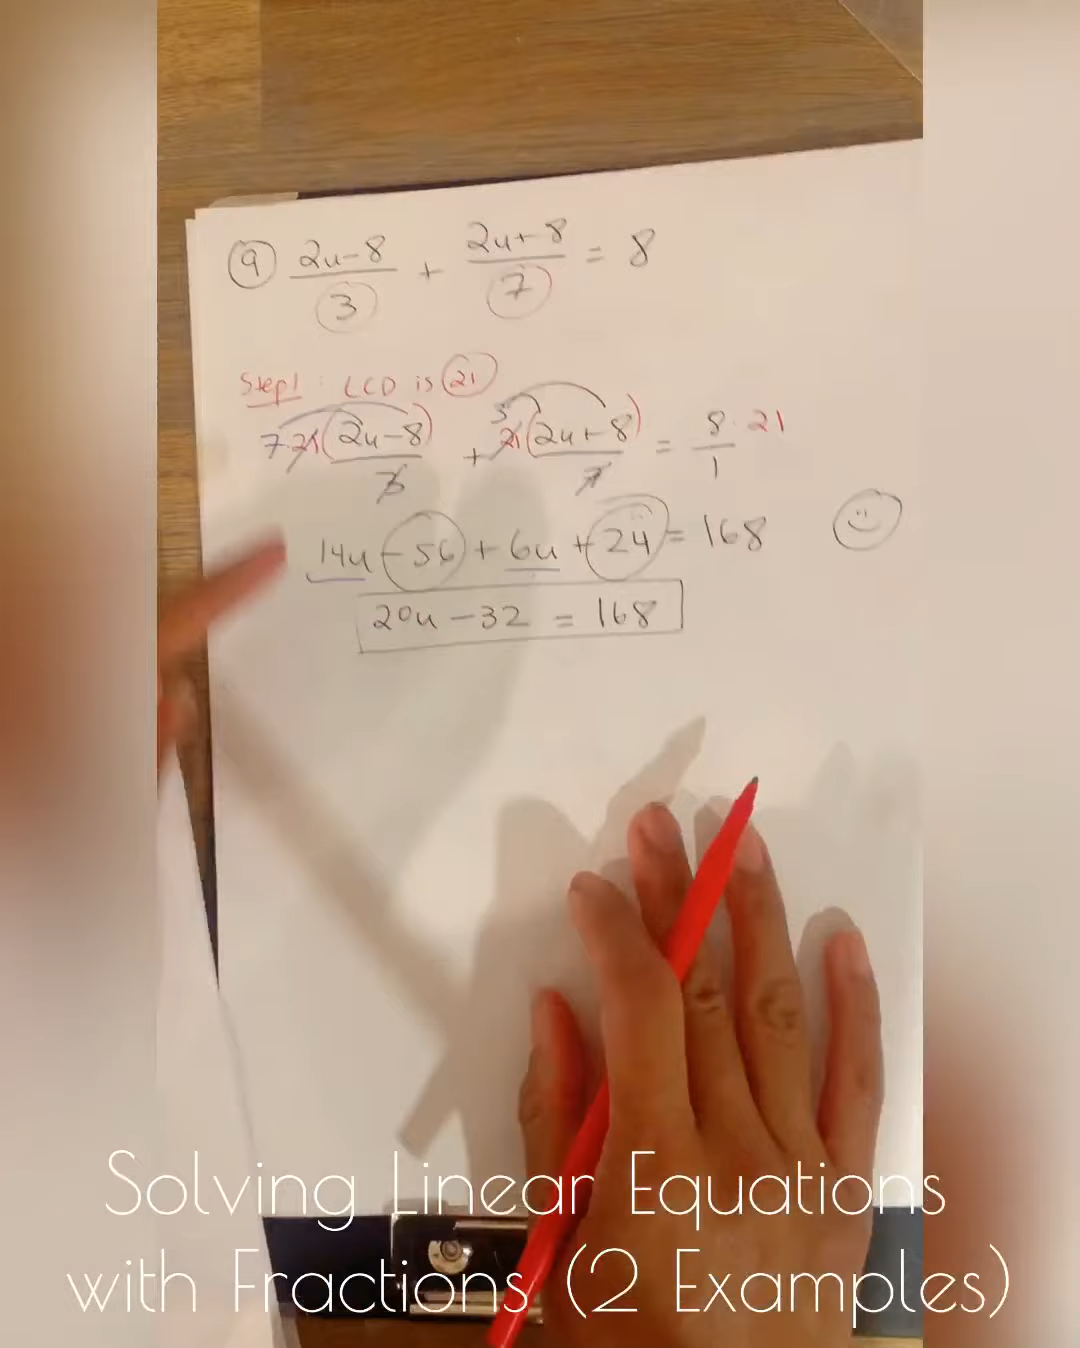 9 2u-8/3 + 2u+8/7 = 8
Step1: LCD is 21
7 21(2u-8)/3 + 3 21(2u+8)/7 = 8/1 · 21
14u - 56 + 6u + 24 = 168
20u - 32 = 168
Solving Linear Equations
with Fractions (2 Examples)